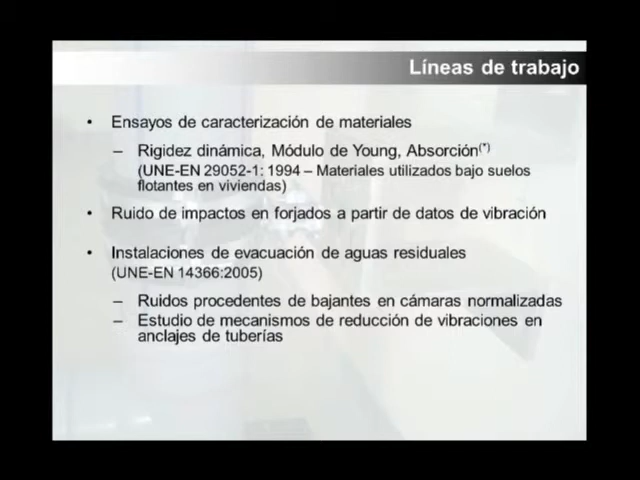 Líneas de trabajo
• Ensayos de caracterización de materiales
– Rigidez dinámica, Módulo de Young, Absorción(*)
(UNE-EN 29052-1: 1994 – Materiales utilizados bajo suelos
flotantes en viviendas)
• Ruido de impactos en forjados a partir de datos de vibración
• Instalaciones de evacuación de aguas residuales
(UNE-EN 14366:2005)
– Ruidos procedentes de bajantes en cámaras normalizadas
– Estudio de mecanismos de reducción de vibraciones en
anclajes de tuberías